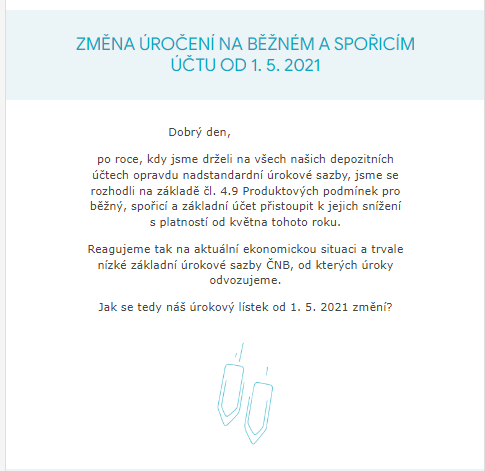 ZMĚNA ÚROČENÍ NA BĚŽNÉM A SPOŘICÍM
ÚČTU OD 1. 5. 2021
Dobrý den,
po roce, kdy jsme drželi na všech našich depozitních
účtech opravdu nadstandardní úrokové sazby, jsme se
rozhodli na základě čl. 4.9 Produktových podmínek pro
běžný, spořicí a základní účet přistoupit k jejich snížení
s platností od května tohoto roku.
Reagujeme tak na aktuální ekonomickou situaci a trvale
nízké základní úrokové sazby ČNB, od kterých úroky
odvozujeme.
Jak se tedy náš úrokový lístek od 1. 5. 2021 změní?